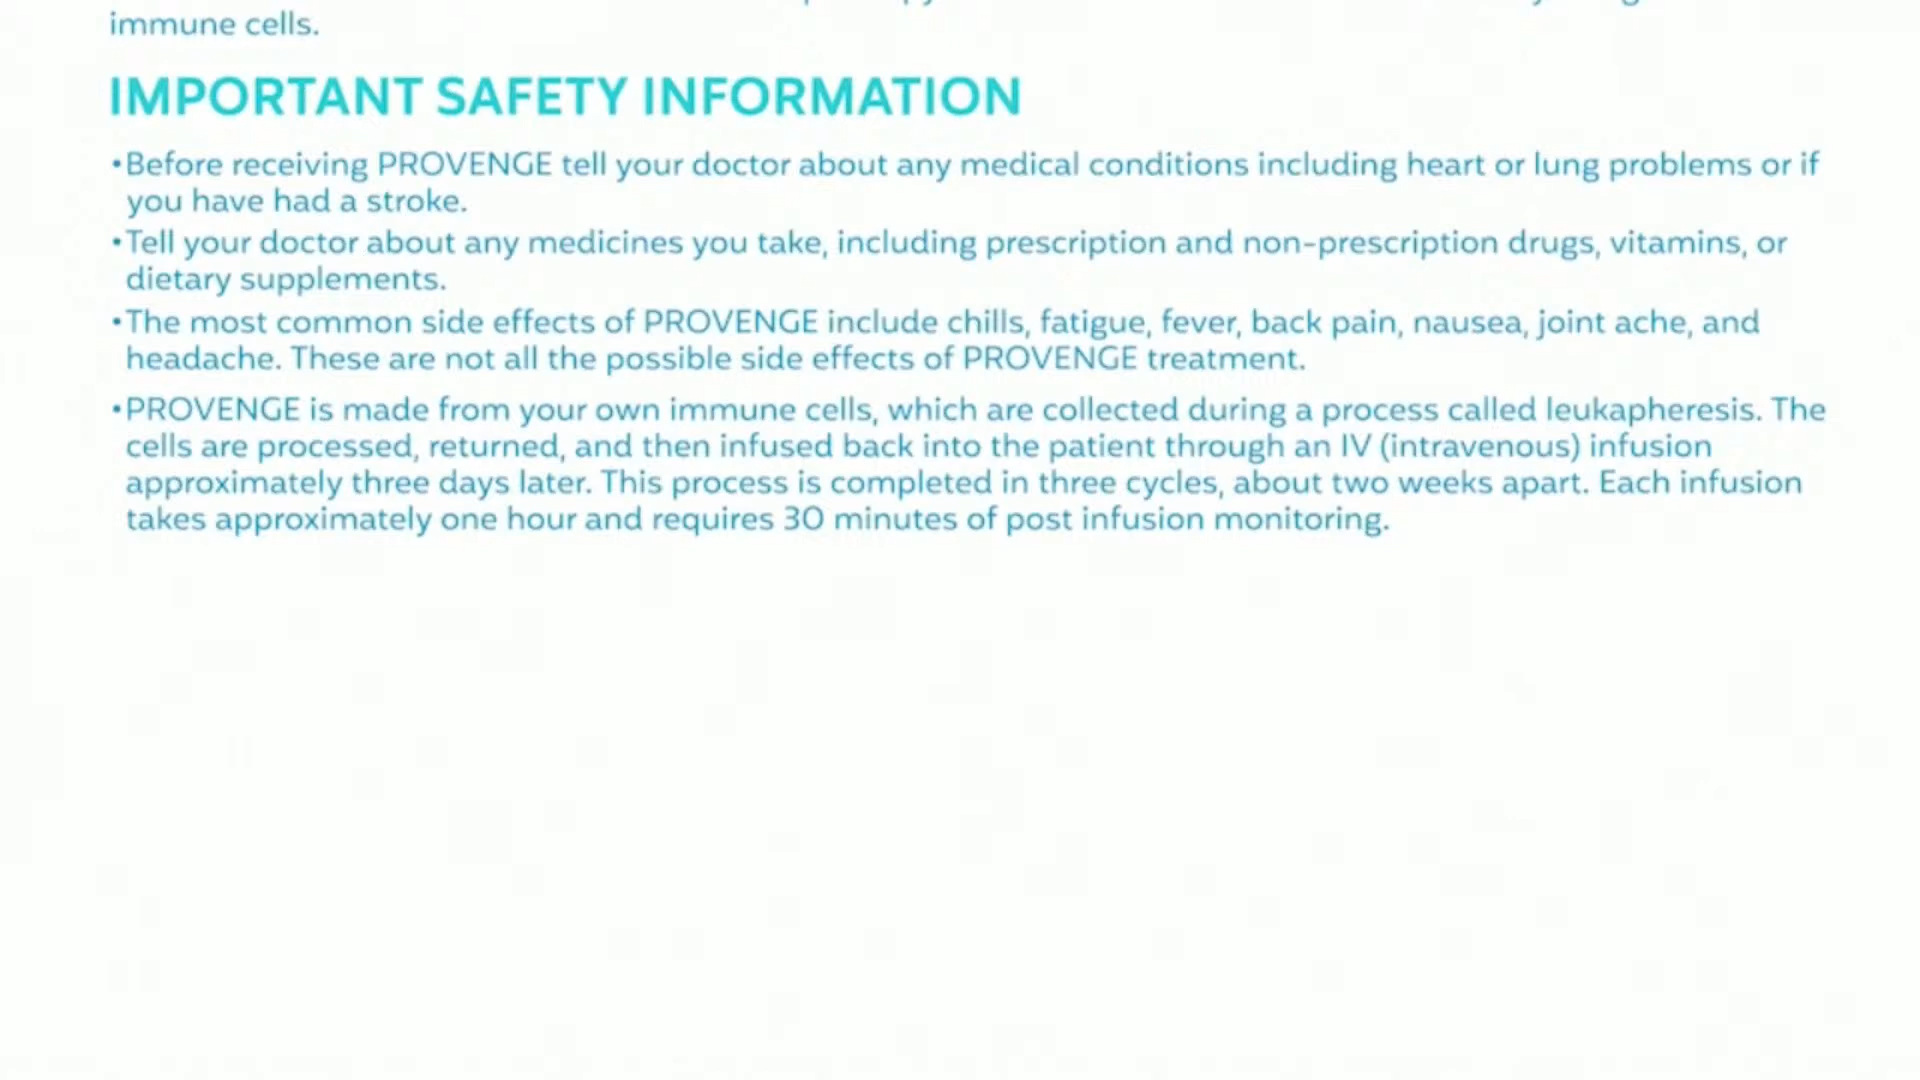 immune cells.
IMPORTANT SAFETY INFORMATION
•Before receiving PROVENGE tell your doctor about any medical conditions including heart or lung problems or if
you have had a stroke.
•Tell your doctor about any medicines you take, including prescription and non-prescription drugs, vitamins, or
dietary supplements.
•The most common side effects of PROVENGE include chills, fatigue, fever, back pain, nausea, joint ache, and
headache. These are not all the possible side effects of PROVENGE treatment.
•PROVENGE is made from your own immune cells, which are collected during a process called leukapheresis. The
cells are processed, returned, and then infused back into the patient through an IV (intravenous) infusion
approximately three days later. This process is completed in three cycles, about two weeks apart. Each infusion
takes approximately one hour and requires 30 minutes of post infusion monitoring.